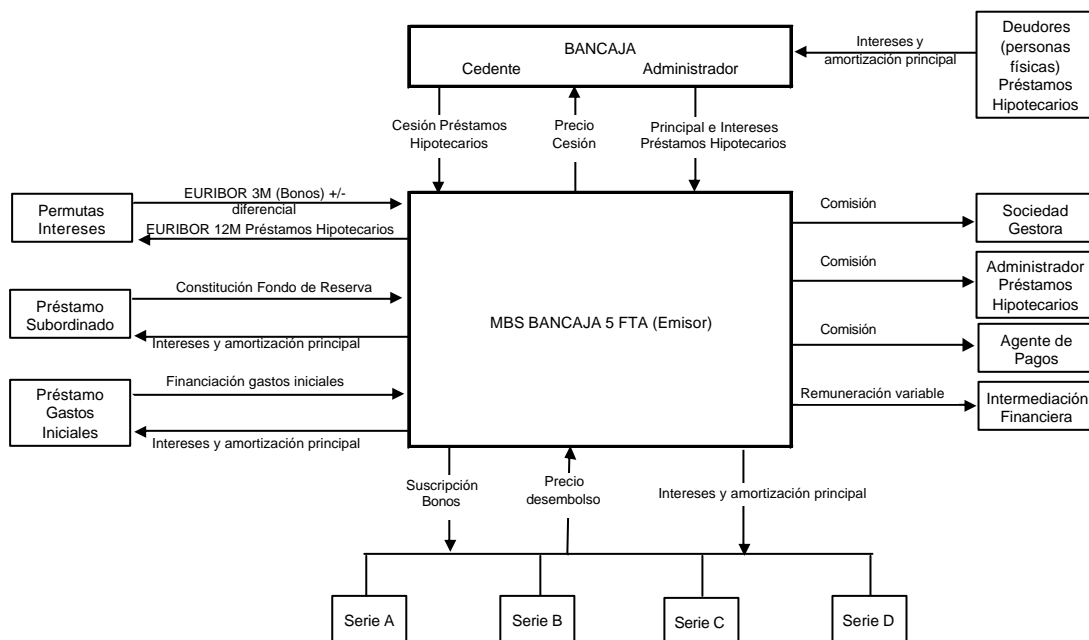 BANCAJA
Cedente
Administrador
Intereses y
amortización principal
Deudores
(personas
físicas)
Préstamos
Hipotecarios
Cesión Préstamos
Hipotecarios
Precio
Cesión
Principal e Intereses
Préstamos Hipotecarios
Permutas
Intereses
EURIBOR 3M (Bonos) +/-
diferencial
EURIBOR 12M Préstamos Hipotecarios
Préstamo
Subordinado
Constitución Fondo de Reserva
Intereses y amortización principal
Préstamo
Gastos
Iniciales
Financiación gastos iniciales
Intereses y amortización principal
MBS BANCAJA 5 FTA (Emisor)
Comisión
Sociedad
Gestora
Comisión
Administrador
Préstamos
Hipotecarios
Comisión
Agente de
Pagos
Remuneración variable
Intermediación
Financiera
Suscripción
Bonos
Precio
desembolso
Intereses y amortización principal
Serie A
Serie B
Serie C
Serie D